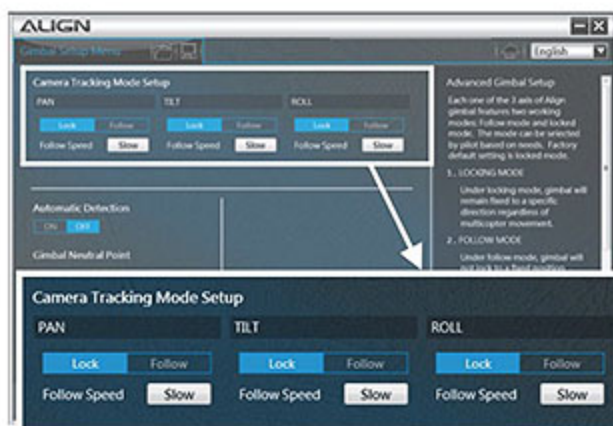 ALIGN
Gimbal Setup Menu
English
Camera Tracking Mode Setup
PAN TILT ROLL
Lock Follow Lock Follow Lock Follow
Follow Speed Slow Follow Speed Slow Follow Speed Slow
Automatic Detection
ON OFF
Gimbal Neutral Point
Advanced Gimbal Setup
Each one of the 3 axis of Align
gimbal features two working
modes: Follow mode and locked
mode. The mode can be selected
by pilot based on needs. Factory
default setting is locked mode.
1. LOCKING MODE
Under locking mode, gimbal will
remain fixed to a specific
direction regardless of
multicopter movement.
2. FOLLOW MODE
Under follow mode, gimbal will
not lock to a fixed position
Camera Tracking Mode Setup
PAN TILT ROLL
Lock Follow Lock Follow Lock Follow
Follow Speed Slow Follow Speed Slow Follow Speed Slow